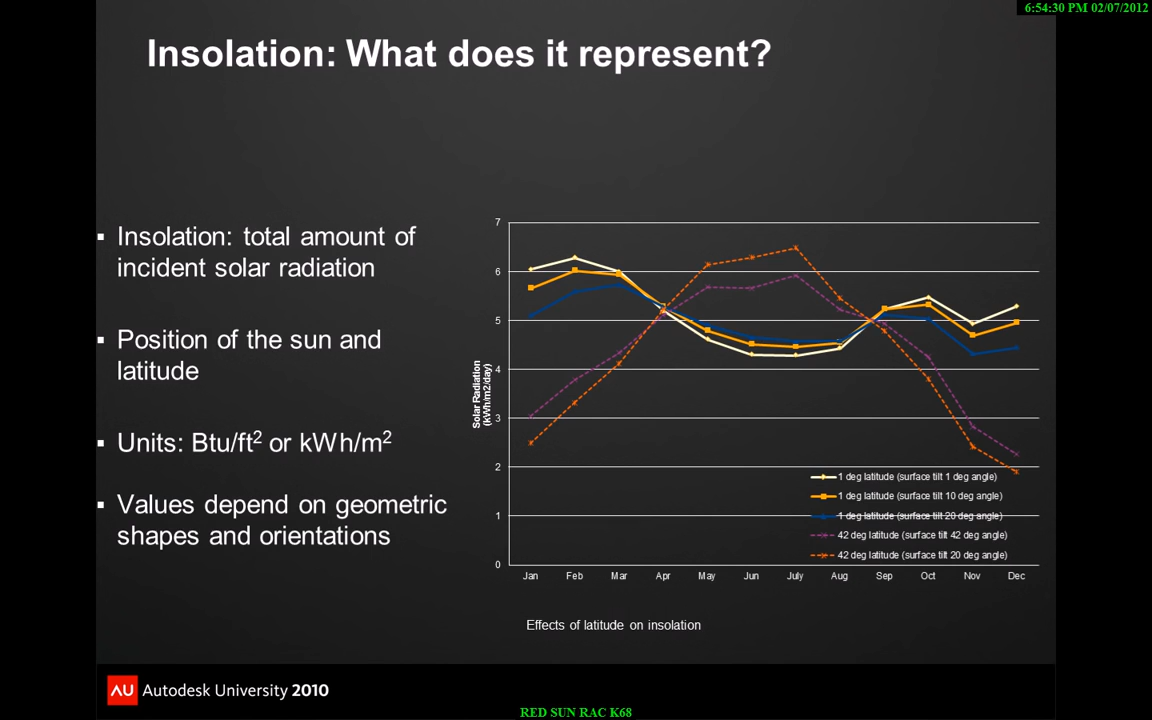 6:54:30 PM 02/07/2012
Insolation: What does it represent?
▪ Insolation: total amount of
incident solar radiation
▪ Position of the sun and
latitude
▪ Units: Btu/ft² or kWh/m²
▪ Values depend on geometric
shapes and orientations
Solar Radiation
(kWh/m2/day)
7
6
5
4
3
2
1
0
1 deg latitude (surface tilt 1 deg angle)
1 deg latitude (surface tilt 10 deg angle)
1 deg latitude (surface tilt 20 deg angle)
42 deg latitude (surface tilt 42 deg angle)
42 deg latitude (surface tilt 20 deg angle)
Jan Feb Mar Apr May Jun July Aug Sep Oct Nov Dec
Effects of latitude on insolation
AU Autodesk University 2010
RED SUN RAC K68